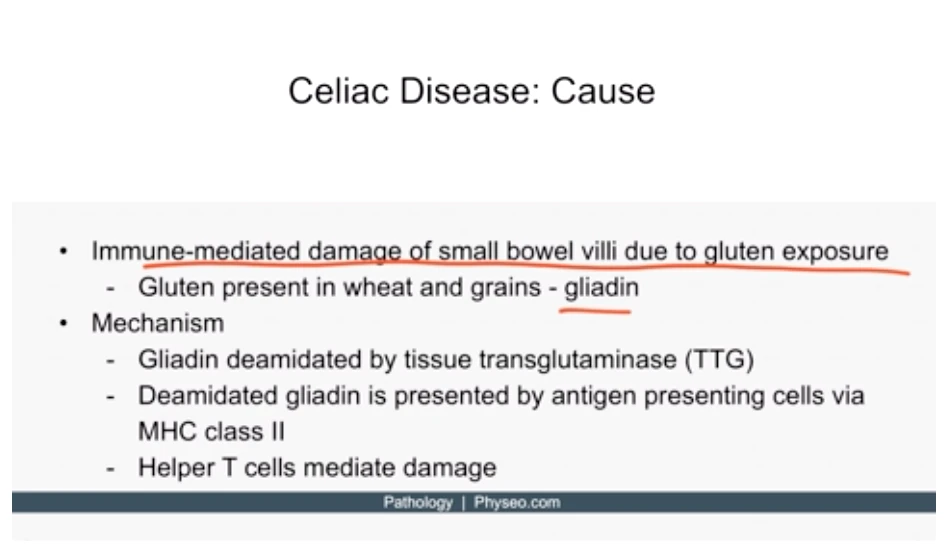 Celiac Disease: Cause
• Immune-mediated damage of small bowel villi due to gluten exposure
- Gluten present in wheat and grains - gliadin
• Mechanism
- Gliadin deamidated by tissue transglutaminase (TTG)
- Deamidated gliadin is presented by antigen presenting cells via
MHC class II
- Helper T cells mediate damage
Pathology | Physeo.com